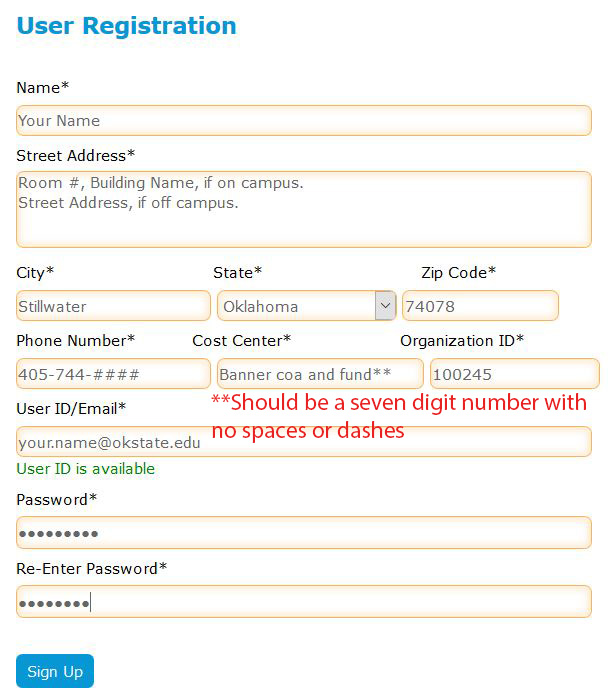 User Registration
Name*
Your Name
Street Address*
Room #, Building Name, if on campus.
Street Address, if off campus.
City* State* Zip Code*
Stillwater Oklahoma 74078
Phone Number* Cost Center* Organization ID*
405-744-#### Banner coa and fund** 100245
**Should be a seven digit number with
no spaces or dashes
User ID/Email*
your.name@okstate.edu
User ID is available
Password*
●●●●●●●●●
Re-Enter Password*
●●●●●●●●
Sign Up